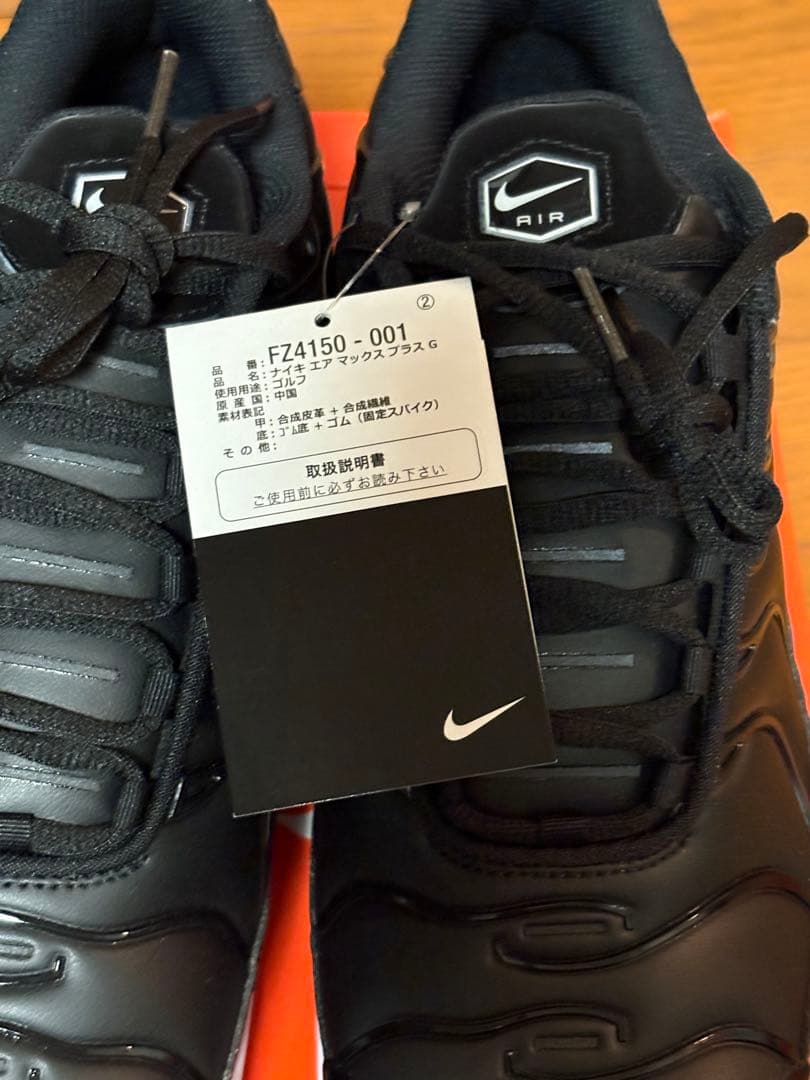 AIR
②
品 番 : FZ4150 - 001
品 名 : ナイキ エア マックス プラス G
使用用途 : ゴルフ
原 産 国 : 中国
素材表記
甲 : 合成皮革 + 合成繊維
底 : ゴム底 + ゴム (固定スパイク)
そ の 他 :
取扱説明書
ご使用前に必ずお読み下さい